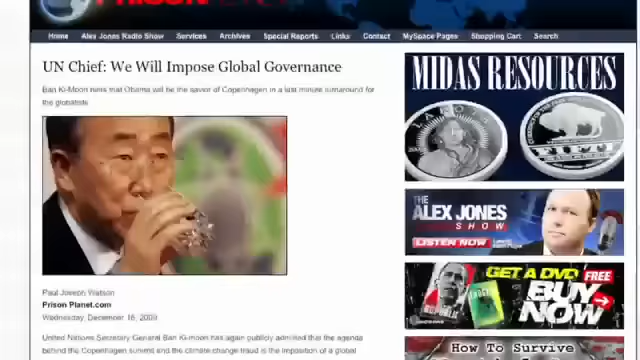 PRISON PLANET
Home Alex Jones Radio Show Services Archives Special Reports Links Contact MySpace Pages Shopping Cart Search
UN Chief: We Will Impose Global Governance
Ban Ki-Moon hints that Obama will be the savior of Copenhagen in a last minute turnaround for
the globalists
Paul Joseph Watson
Prison Planet.com
Wednesday, December 16, 2009
United Nations Secretary General Ban Ki-moon has again publicly admitted that the agenda
behind the Copenhagen summit and the climate change fraud is the imposition of a global
MIDAS RESOURCES
THE
ALEX JONES
SHOW
LISTEN NOW
GET A DVD FREE
BUY
NOW
How To Survive